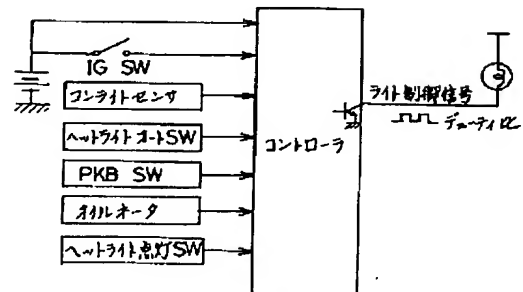 IG SW
コンライトセンサ
ヘッドライトオートSW
PKB SW
オイルオータ
ヘッドライト点灯SW
コントローラ
ライト制御信号
デューティ比